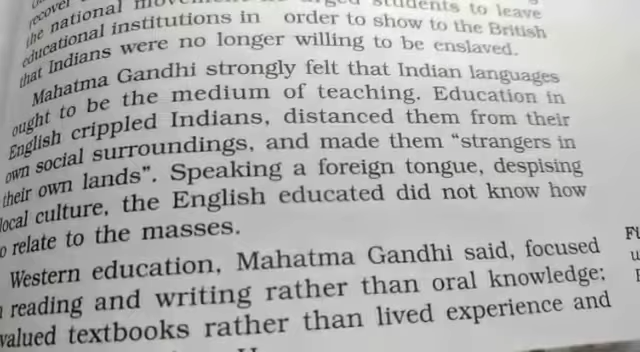 recover
the national students to leave
educational institutions in order to show to the British
that Indians were no longer willing to be enslaved.
Mahatma Gandhi strongly felt that Indian languages
ought to be the medium of teaching. Education in
English crippled Indians, distanced them from their
own social surroundings, and made them “strangers in
their own lands”. Speaking a foreign tongue, despising
local culture, the English educated did not know how
relate to the masses.
Western education, Mahatma Gandhi said, focused
reading and writing rather than oral knowledge;
valued textbooks rather than lived experience and